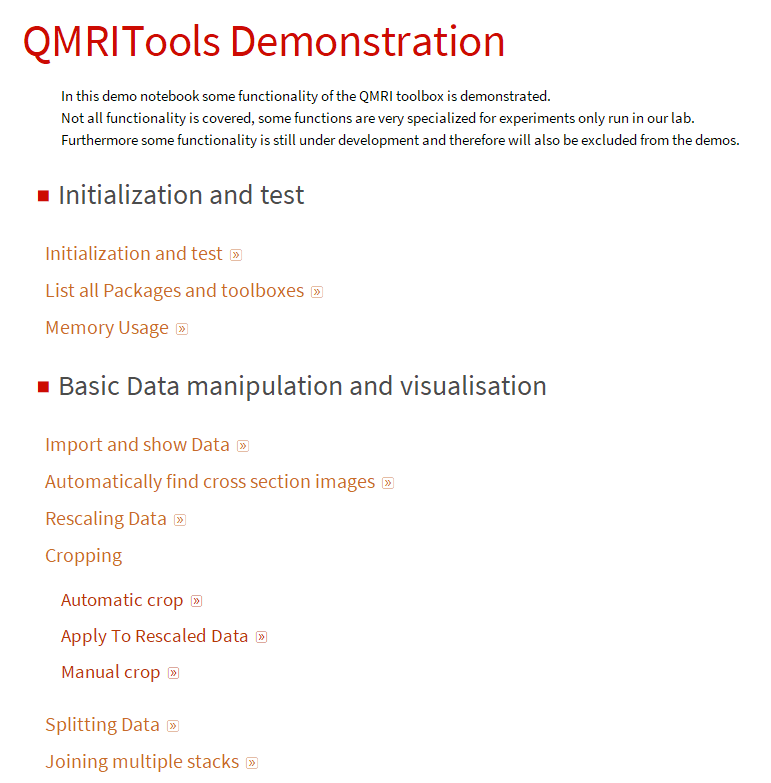 QMRITools Demonstration
In this demo notebook some functionality of the QMRI toolbox is demonstrated.
Not all functionality is covered, some functions are very specialized for experiments only run in our lab.
Furthermore some functionality is still under development and therefore will also be excluded from the demos.
Initialization and test
Initialization and test »
List all Packages and toolboxes »
Memory Usage »
Basic Data manipulation and visualisation
Import and show Data »
Automatically find cross section images »
Rescaling Data »
Cropping
Automatic crop »
Apply To Rescaled Data »
Manual crop »
Splitting Data »
Joining multiple stacks »